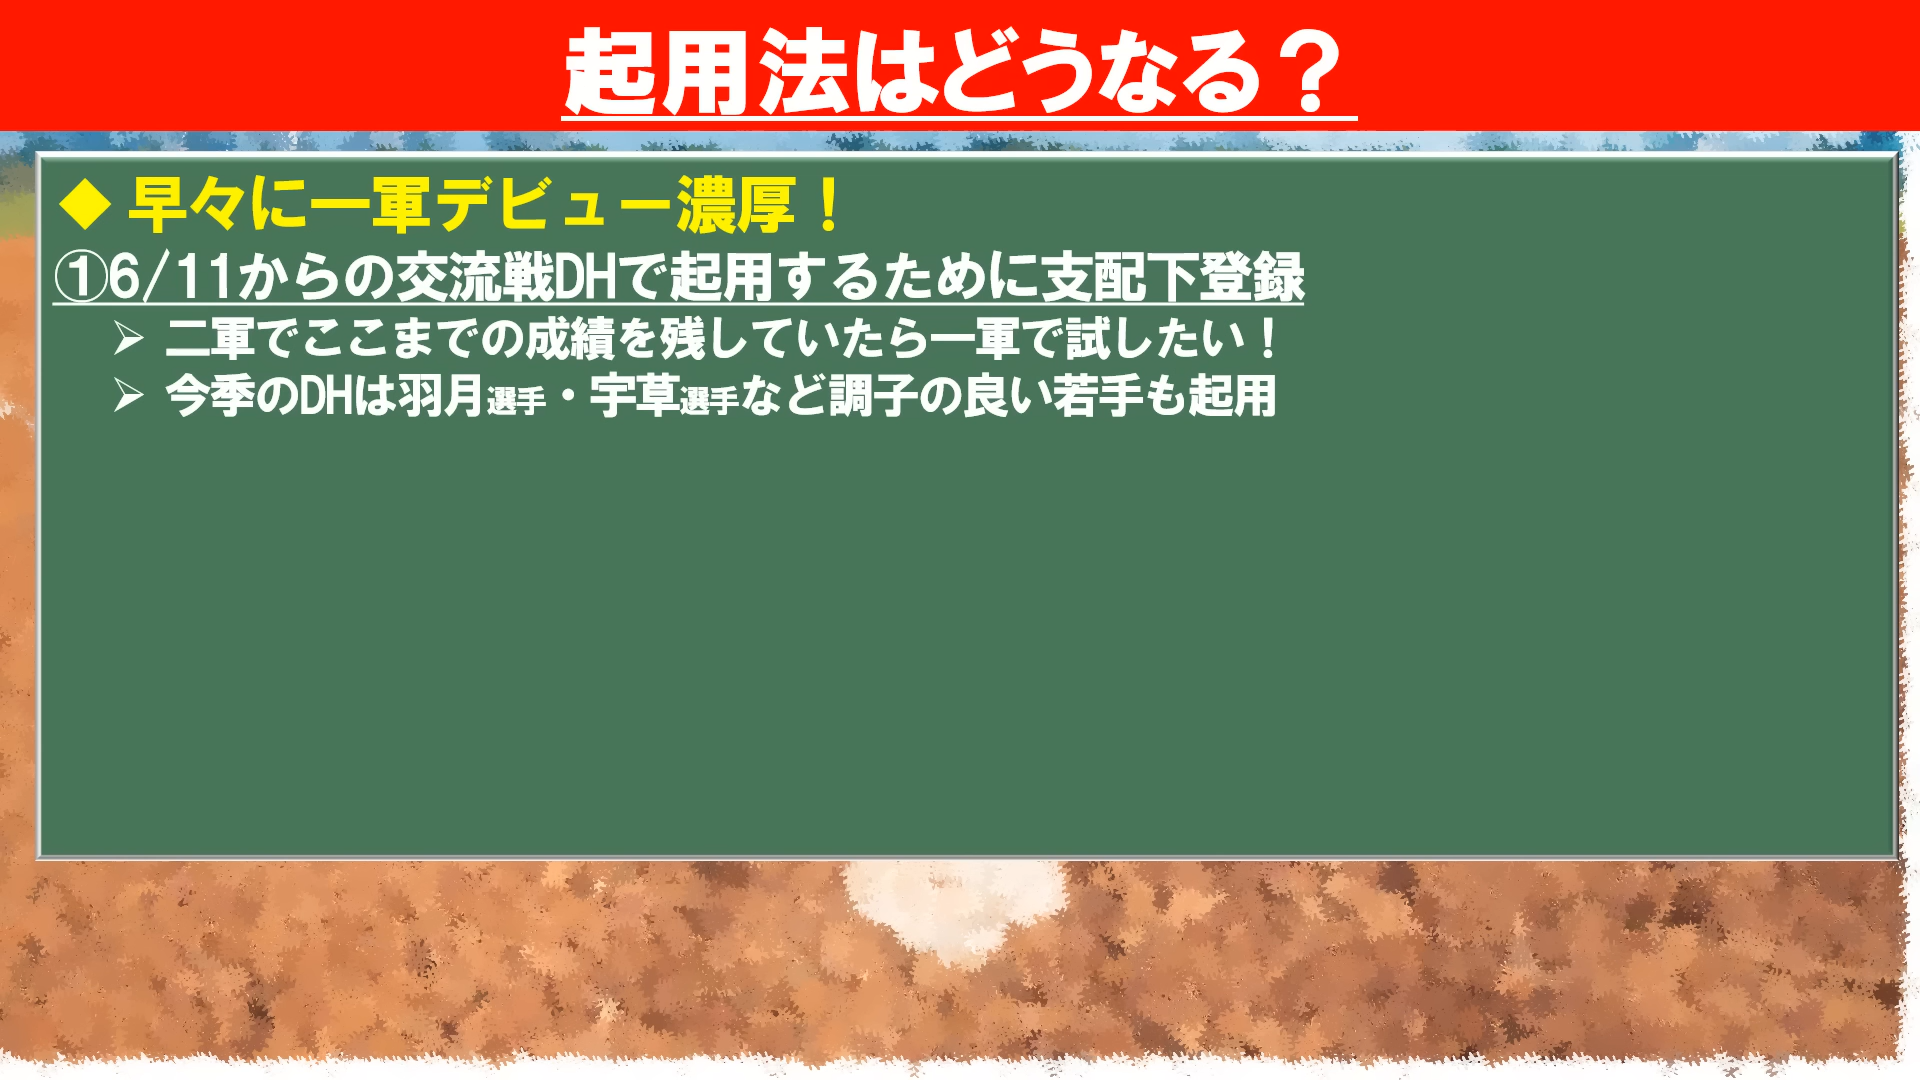 起用法はどうなる？
◆早々に一軍デビュー濃厚！
①6/11からの交流戦DHで起用するために支配下登録
➢ 二軍でここまでの成績を残していたら一軍で試したい！
➢ 今季のDHは羽月選手・宇草選手など調子の良い若手も起用